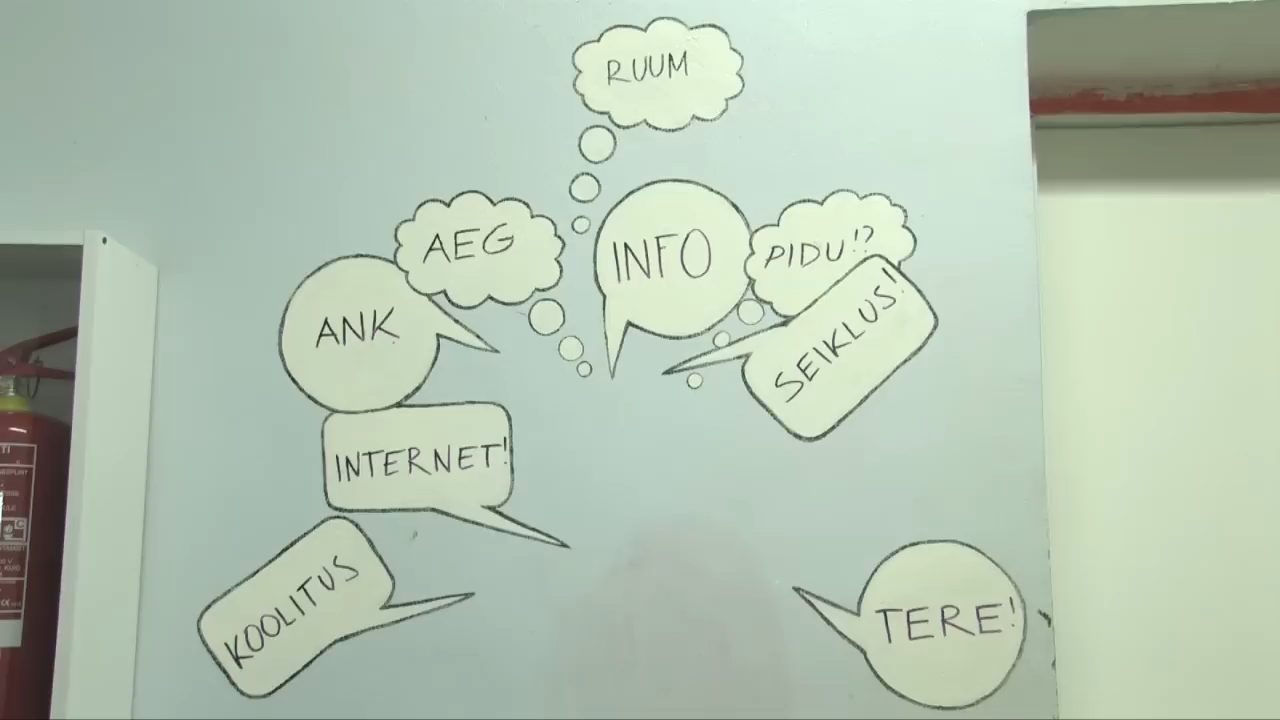 RUUM
AEG
INFO
PIDU!?
ANK
SEIKLUS!
INTERNET!
KOOLITUS
TERE!